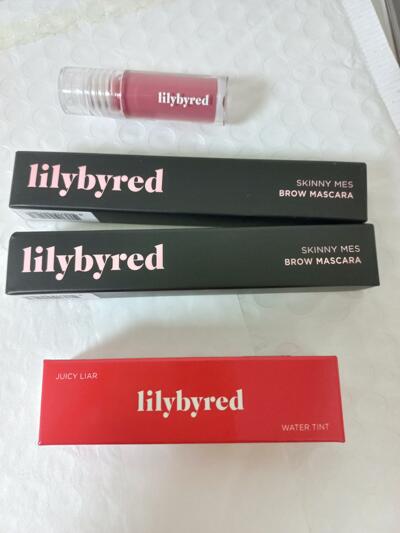 lilybyred
lilybyred
SKINNY MES
BROW MASCARA
lilybyred
SKINNY MES
BROW MASCARA
JUICY LIAR
lilybyred
WATER TINT